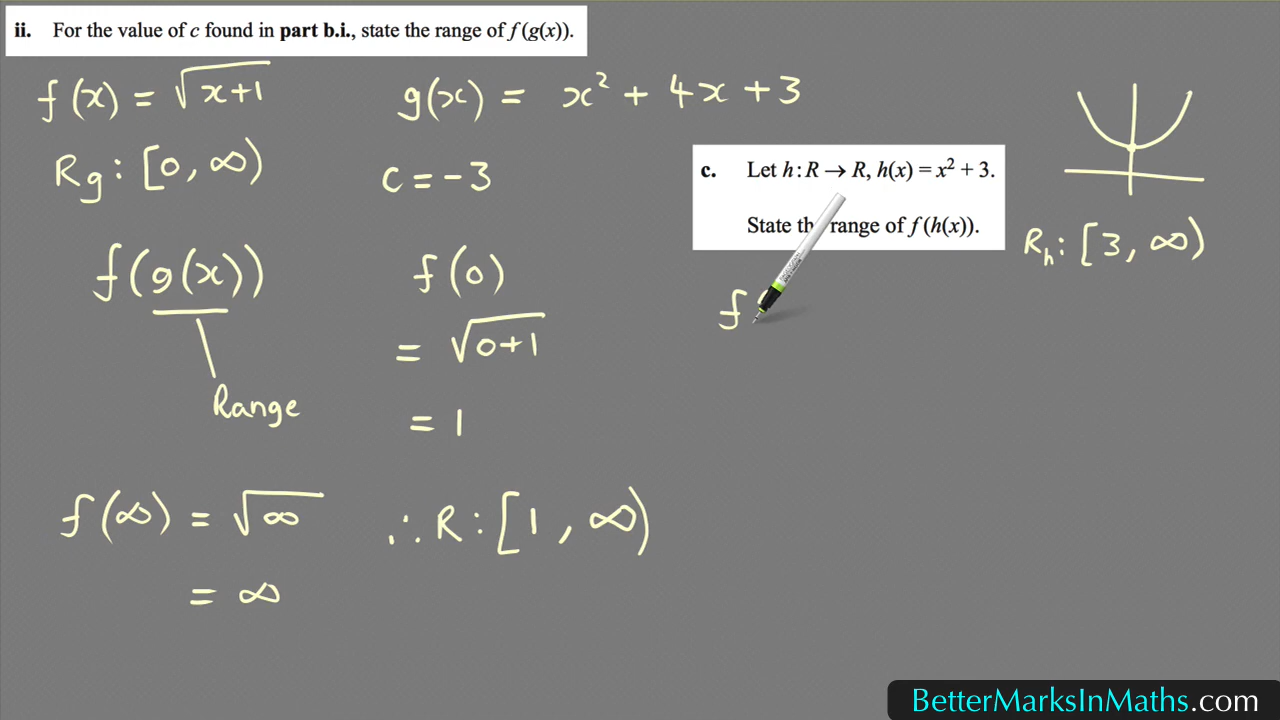 ii. For the value of c found in part b.i., state the range of f(g(x)).
f(x) = √x+1
g(x) = x² + 4x + 3
Rg : [0, ∞)
c = -3
f(g(x))
Range
f(0)
= √0+1
= 1
f(∞) = √∞
= ∞
∴ R : [1, ∞)
c. Let h : R → R, h(x) = x² + 3.
State the range of f(h(x)).
Rh : [3, ∞)
f
BetterMarksInMaths.com